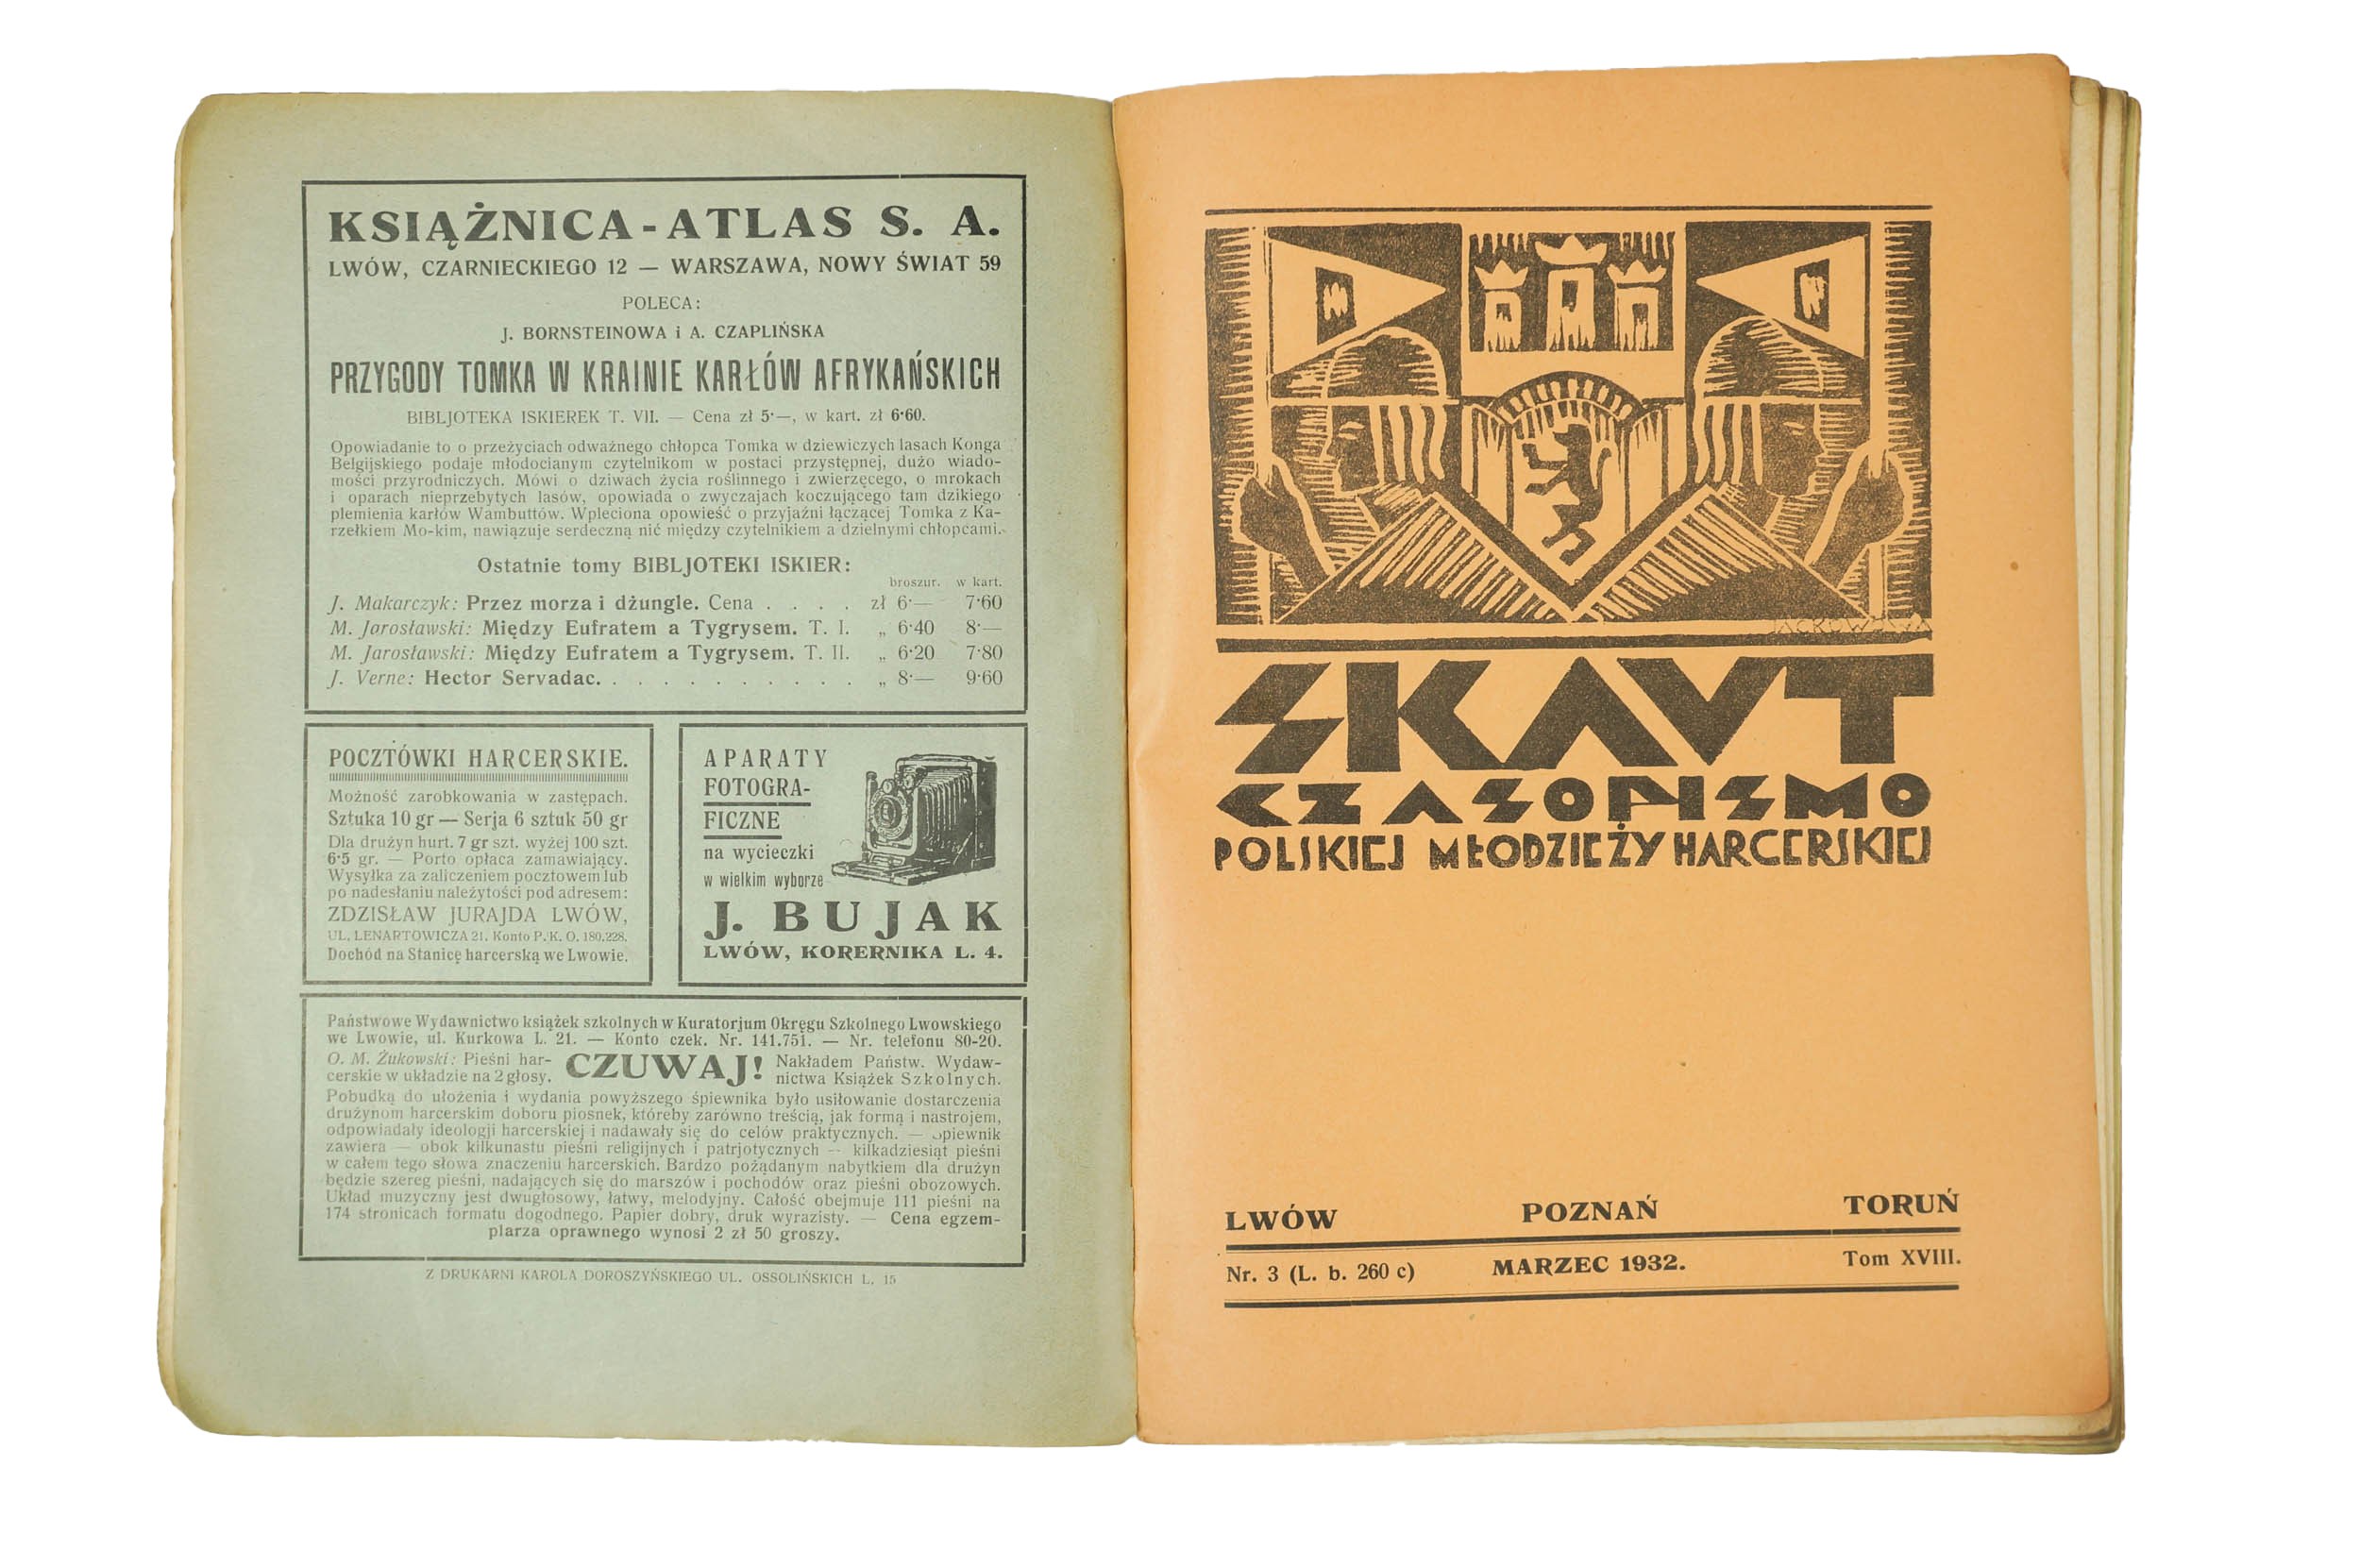 KSIĄŻNICA-ATLAS S. A.
LWÓW, CZARNIECKIEGO 12 — WARSZAWA, NOWY ŚWIAT 59
POLECA:
J. BORNSTEINOWA i A. CZAPLIŃSKA
PRZYGODY TOMKA W KRAINIE KARŁÓW AFRYKAŃSKICH
BIBLJOTEKA ISKIEREK T. VII. — Cena zł 5·—, w kart. zł 6·60.
Opowiadanie to o przeżyciach odważnego chłopca Tomka w dziewiczych lasach Konga
Belgijskiego podaje młodocianym czytelnikom w postaci przystępnej, dużo wiado-
mości przyrodniczych. Mówi o dziwach życia roślinnego i zwierzęcego, o mrokach
i oparach nieprzebytych lasów, opowiada o zwyczajach koczującego tam dzikiego
plemienia karłów Wambuttów. Wpleciona opowieść o przyjaźni łączącej Tomka z Ka-
rzełkiem Mo-kim, nawiązuje serdeczną nić między czytelnikiem a dzielnymi chłopcami.
Ostatnie tomy BIBLJOTEKI ISKIER:
broszur. w kart.
J. Makarczyk: Przez morza i dżungle. Cena . . . . zł 6·— 7·60
M. Jarosławski: Między Eufratem a Tygrysem. T. I. „ 6·40 8·—
M. Jarosławski: Między Eufratem a Tygrysem. T. II. „ 6·20 7·80
J. Verne: Hector Servadac. . . . . . . . . . . „ 8·— 9·60
POCZTÓWKI HARCERSKIE.
Możność zarobkowania w zastępach.
Sztuka 10 gr — Serja 6 sztuk 50 gr
Dla drużyn hurt. 7 gr szt. wyżej 100 szt.
6·5 gr. — Porto opłaca zamawiający.
Wysyłka za zaliczeniem pocztowem lub
po nadesłaniu należytości pod adresem:
ZDZISŁAW JURAJDA LWÓW,
UL. LENARTOWICZA 21. Konto P. K. O. 180.228.
Dochód na Stanicę harcerską we Lwowie.
APARATY
FOTOGRA-
FICZNE
na wycieczki
w wielkim wyborze
J. BUJAK
LWÓW, KORERNIKA L. 4.
Państwowe Wydawnictwo książek szkolnych w Kuratorjum Okręgu Szkolnego Lwowskiego
we Lwowie, ul. Kurkowa L. 21. — Konto czek. Nr. 141.751. — Nr. telefonu 80-20.
O. M. Żukowski: Pieśni har-
cerskie w układzie na 2 głosy.
CZUWAJ!
Nakładem Państw. Wydaw-
nictwa Książek Szkolnych.
Pobudką do ułożenia i wydania powyższego śpiewnika było usiłowanie dostarczenia
drużynom harcerskim doboru piosnek, któreby zarówno treścią, jak formą i nastrojem,
odpowiadały ideologji harcerskiej i nadawały się do celów praktycznych. — śpiewnik
zawiera — obok kilkunastu pieśni religijnych i patrjotycznych — kilkadziesiąt pieśni
w całem tego słowa znaczeniu harcerskich. Bardzo pożądanym nabytkiem dla drużyn
będzie szereg pieśni, nadających się do marszów i pochodów oraz pieśni obozowych.
Układ muzyczny jest dwugłosowy, łatwy, melodyjny. Całość obejmuje 111 pieśni na
174 stronicach formatu dogodnego. Papier dobry, druk wyrazisty. — Cena egzem-
plarza oprawnego wynosi 2 zł 50 groszy.
Z DRUKARNI KAROLA DOROSZYŃSKIEGO UL. OSSOLIŃSKICH L. 15
SKAVT
CZASOPISMO
POLSKIEJ MŁODZIEŻY HARCERSKIEJ
LWÓW POZNAŃ TORUŃ
Nr. 3 (L. b. 260 c) MARZEC 1932. Tom XVIII.